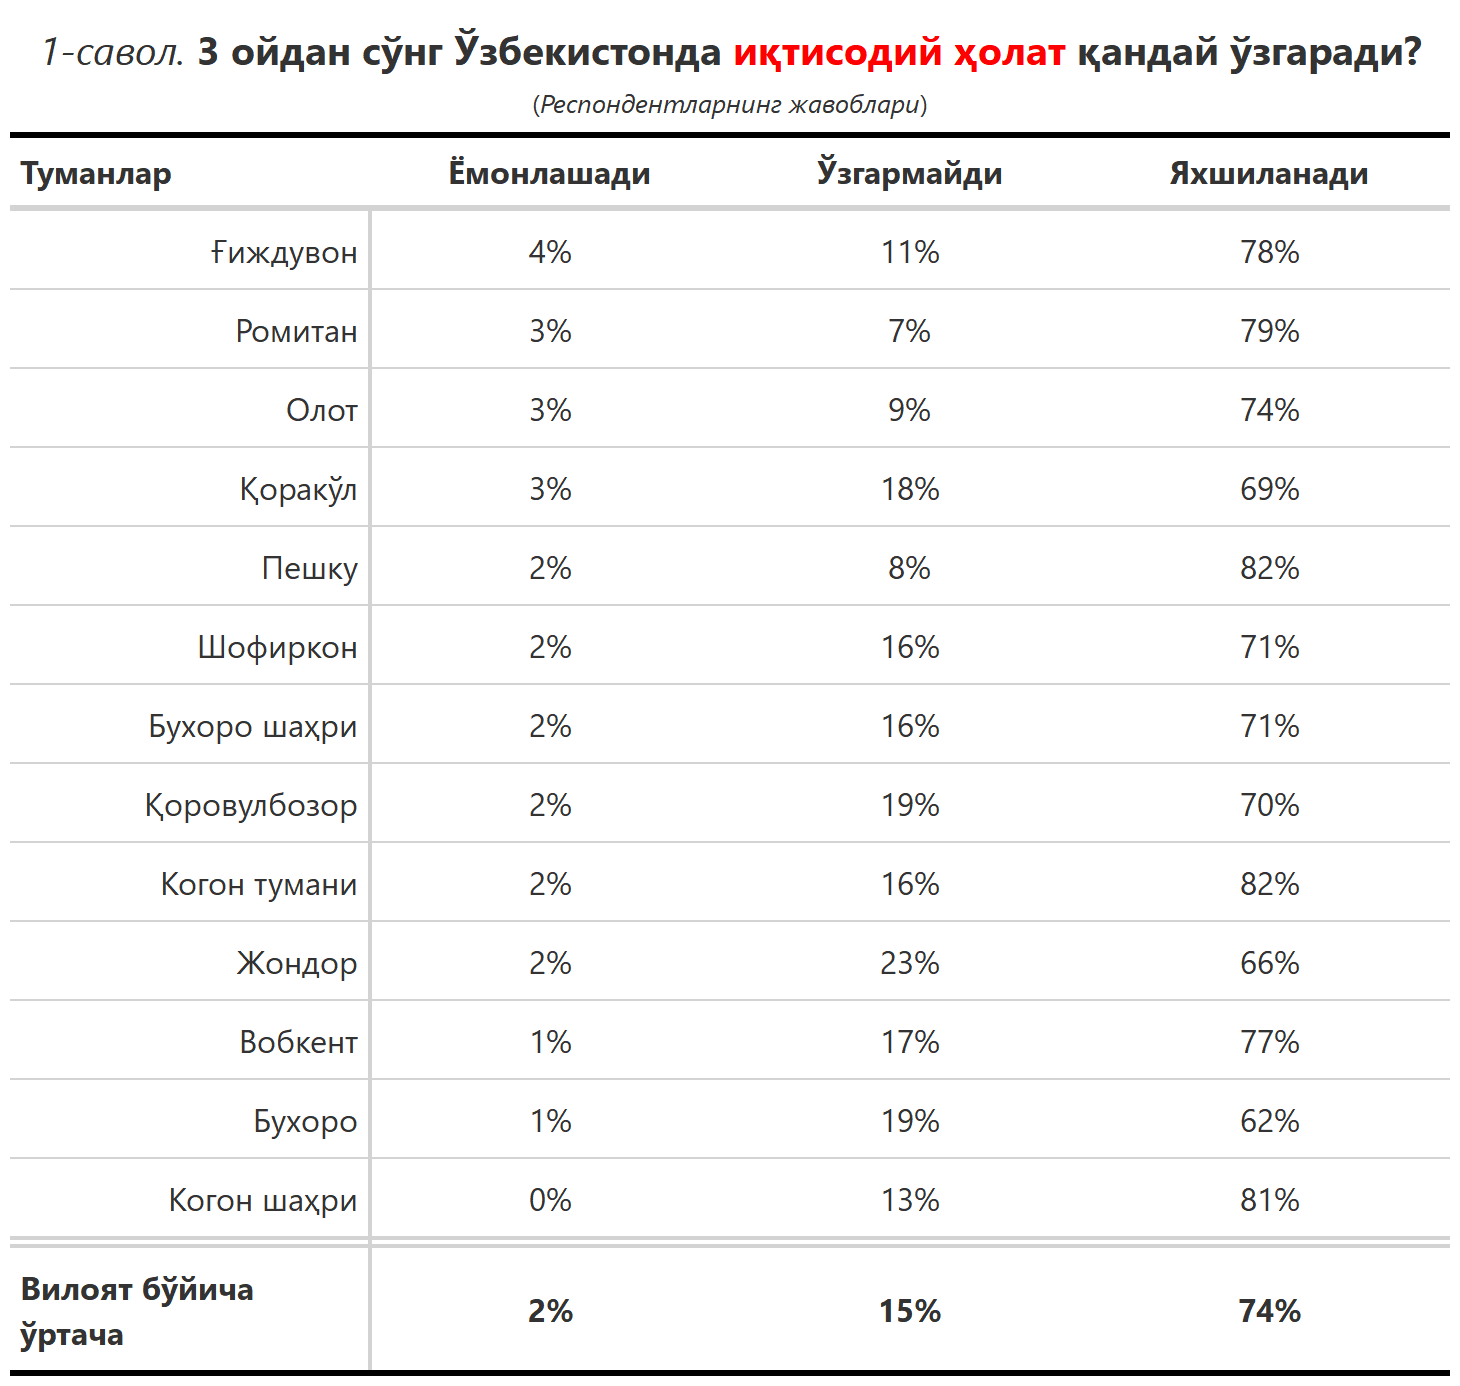 1-савол. 3 ойдан сўнг Ўзбекистонда иқтисодий ҳолат қандай ўзгаради?
(Респондентларнинг жавоблари)
Туманлар Ёмонлашади Ўзгармайди Яхшиланади
Ғиждувон 4% 11% 78%
Ромитан 3% 7% 79%
Олот 3% 9% 74%
Қоракўл 3% 18% 69%
Пешку 2% 8% 82%
Шофиркон 2% 16% 71%
Бухоро шаҳри 2% 16% 71%
Қоровулбозор 2% 19% 70%
Когон тумани 2% 16% 82%
Жондор 2% 23% 66%
Вобкент 1% 17% 77%
Бухоро 1% 19% 62%
Когон шаҳри 0% 13% 81%
Вилоят бўйича
ўртача 2% 15% 74%